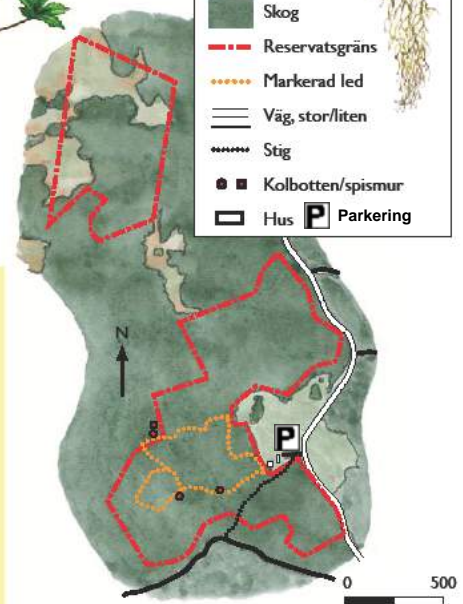 Skog
Reservatsgräns
Markerad led
Väg, stor/liten
Stig
Kolbotten/spismur
Hus P Parkering
N
P
0 500